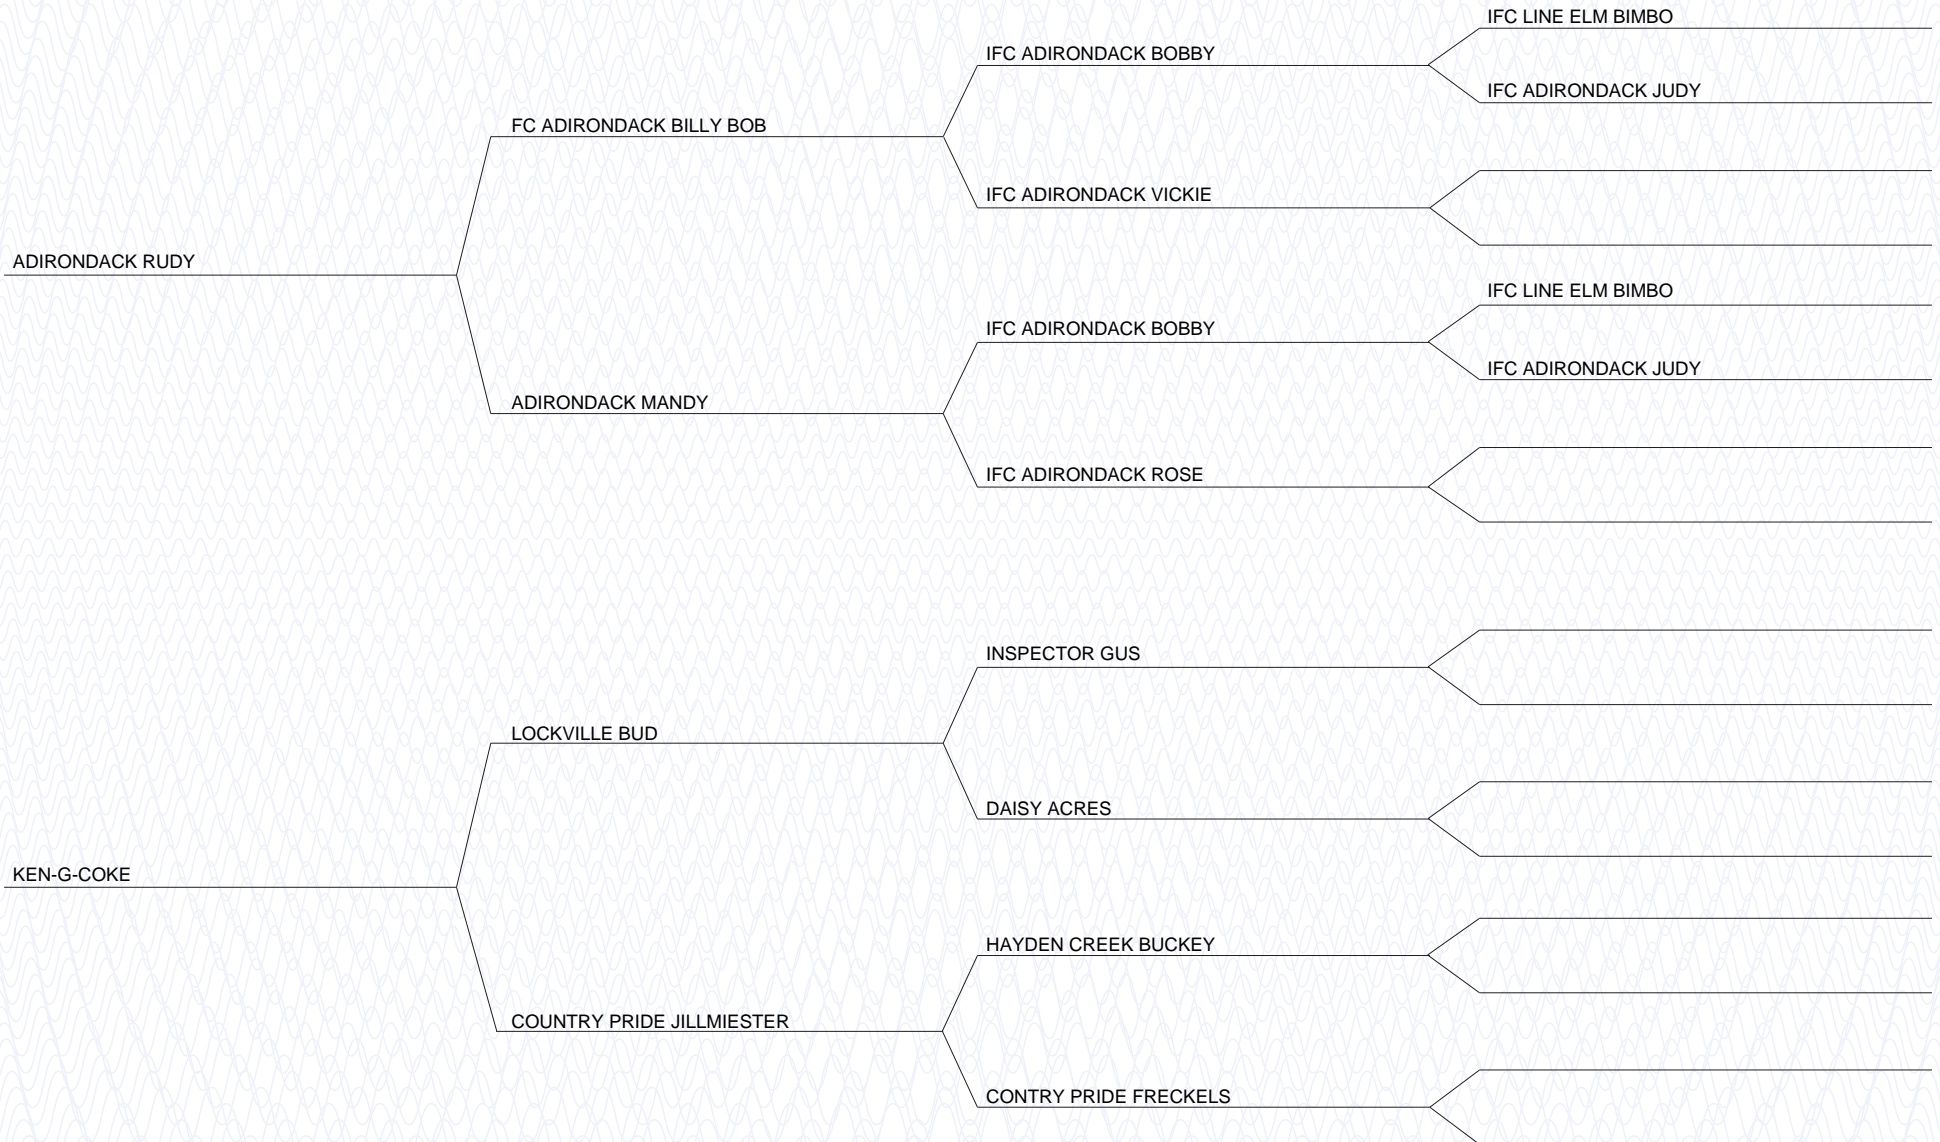 IFC LINE ELM BIMBO
IFC ADIRONDACK BOBBY
IFC ADIRONDACK JUDY
FC ADIRONDACK BILLY BOB
IFC ADIRONDACK VICKIE
ADIRONDACK RUDY
IFC LINE ELM BIMBO
IFC ADIRONDACK BOBBY
IFC ADIRONDACK JUDY
ADIRONDACK MANDY
IFC ADIRONDACK ROSE
INSPECTOR GUS
LOCKVILLE BUD
DAISY ACRES
KEN-G-COKE
HAYDEN CREEK BUCKEY
COUNTRY PRIDE JILLMIESTER
CONTRY PRIDE FRECKELS